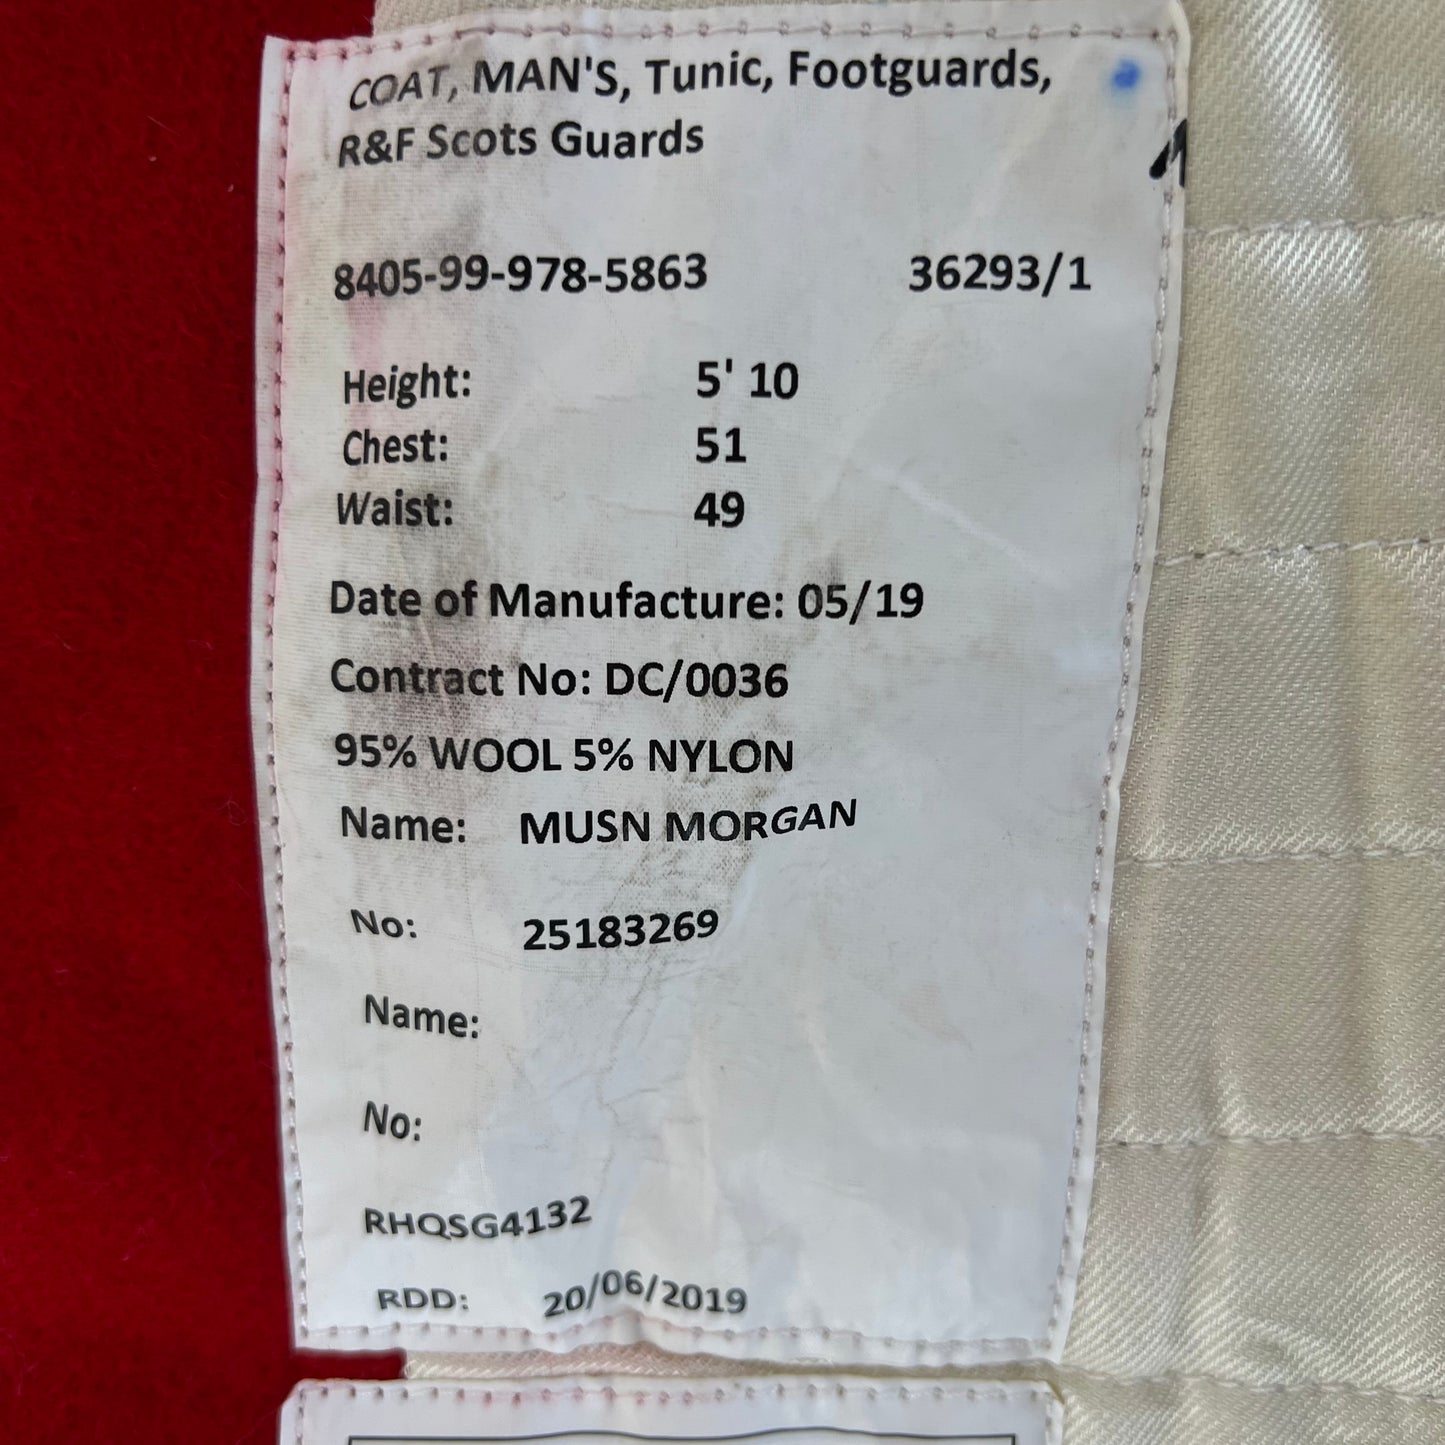 COAT, MAN'S, Tunic, Footguards,
R&F Scots Guards
8405-99-978-5863 36293/1
Height: 5' 10
Chest: 51
Waist: 49
Date of Manufacture: 05/19
Contract No: DC/0036
95% WOOL 5% NYLON
Name: MUSN MORGAN
No: 25183269
Name:
No:
RHQSG4132
RDD: 20/06/2019